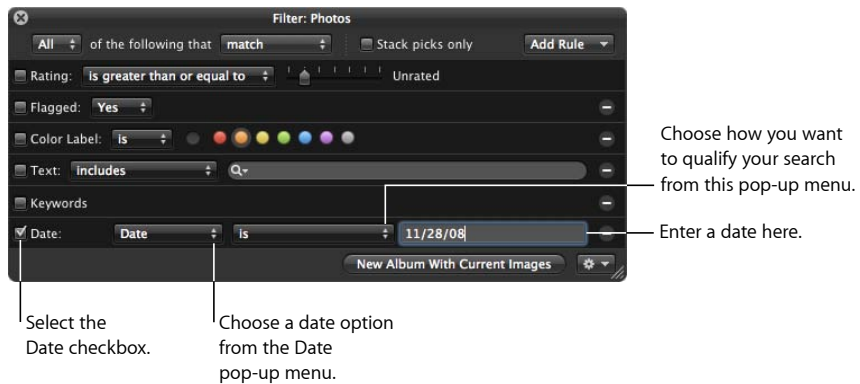 Filter: Photos
All of the following that match Stack picks only Add Rule
Rating: is greater than or equal to Unrated
Flagged: Yes
Color Label: is
Text: includes
Keywords
Date: Date is 11/28/08
New Album With Current Images
Choose how you want
to qualify your search
from this pop-up menu.
Enter a date here.
Select the
Date checkbox.
Choose a date option
from the Date
pop-up menu.